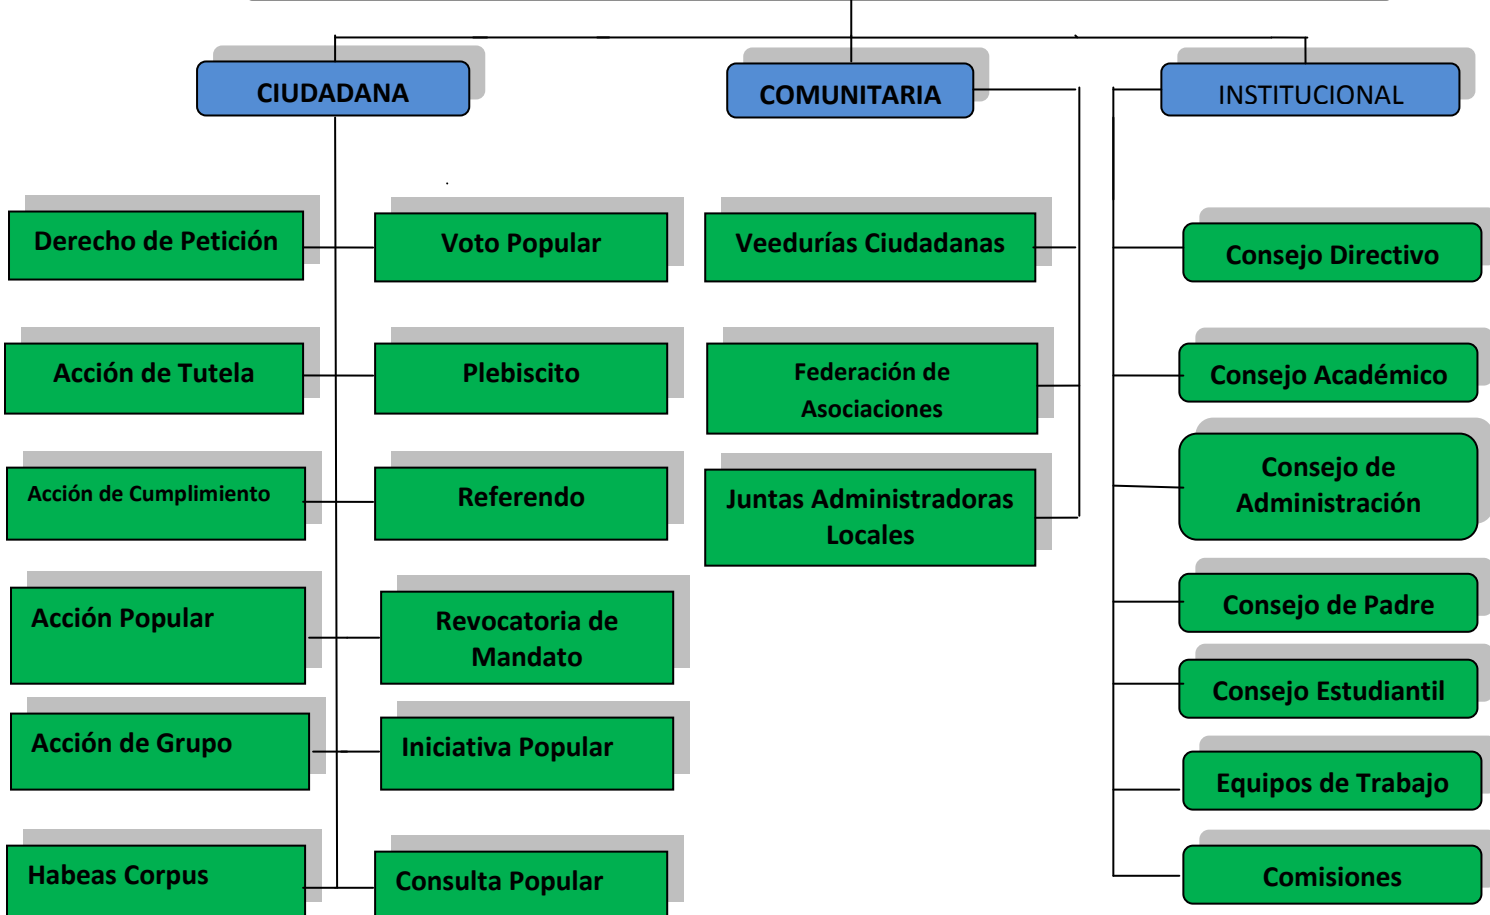 CIUDADANA
COMUNITARIA
INSTITUCIONAL
Derecho de Petición
Voto Popular
Veedurías Ciudadanas
Consejo Directivo
Acción de Tutela
Plebiscito
Federación de
Asociaciones
Consejo Académico
Acción de Cumplimiento
Referendo
Juntas Administradoras
Locales
Consejo de
Administración
Acción Popular
Revocatoria de
Mandato
Consejo de Padre
Consejo Estudiantil
Acción de Grupo
Iniciativa Popular
Equipos de Trabajo
Habeas Corpus
Consulta Popular
Comisiones